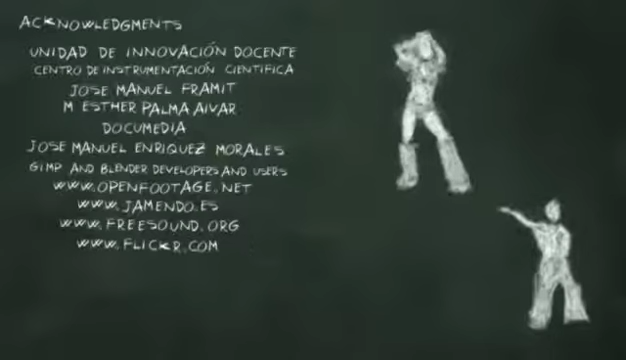 ACKNOWLEDGMENTS
UNIDAD DE INNOVACIÓN DOCENTE
CENTRO DE INSTRUMENTACIÓN CIENTIFICA
JOSE MANUEL FRAMIT
M ESTHER PALMA AIVAR
DOCUMEDIA
JOSE MANUEL ENRIQUEZ MORALES
GIMP AND BLENDER DEVELOPERS AND USERS
WWW.OPENFOOTAGE.NET
WWW.JAMENDO.ES
WWW.FREESOUND.ORG
WWW.FLICKR.COM